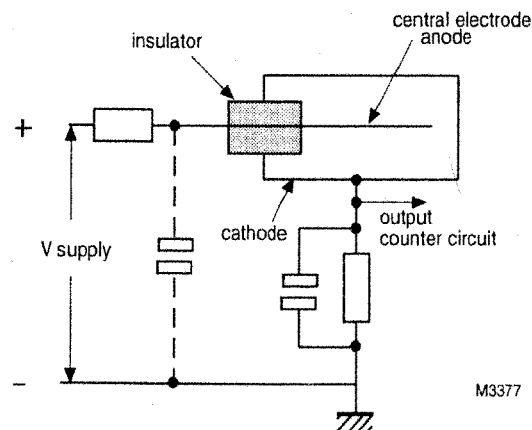 central electrode
anode
insulator
+
cathode
output
counter circuit
V supply
−
M3377